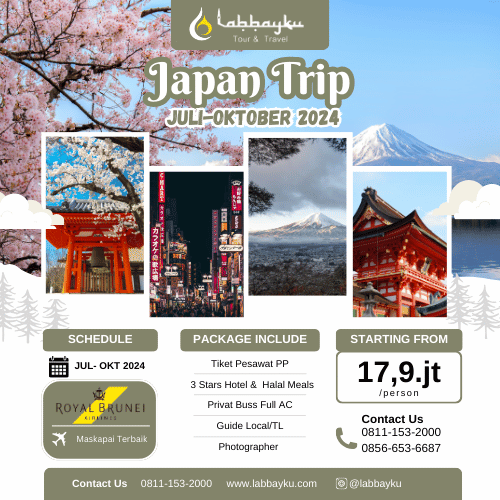 Labbayku
Tour & Travel
Japan Trip
JULI-OKTOBER 2024
SCHEDULE
JUL- OKT 2024
ROYAL BRUNEI
AIRLINES
Maskapai Terbaik
PACKAGE INCLUDE
Tiket Pesawat PP
3 Stars Hotel & Halal Meals
Privat Buss Full AC
Guide Local/TL
Photographer
STARTING FROM
17,9.jt
/person
Contact Us
0811-153-2000
0856-653-6687
Contact Us 0811-153-2000 www.labbayku.com @labbayku